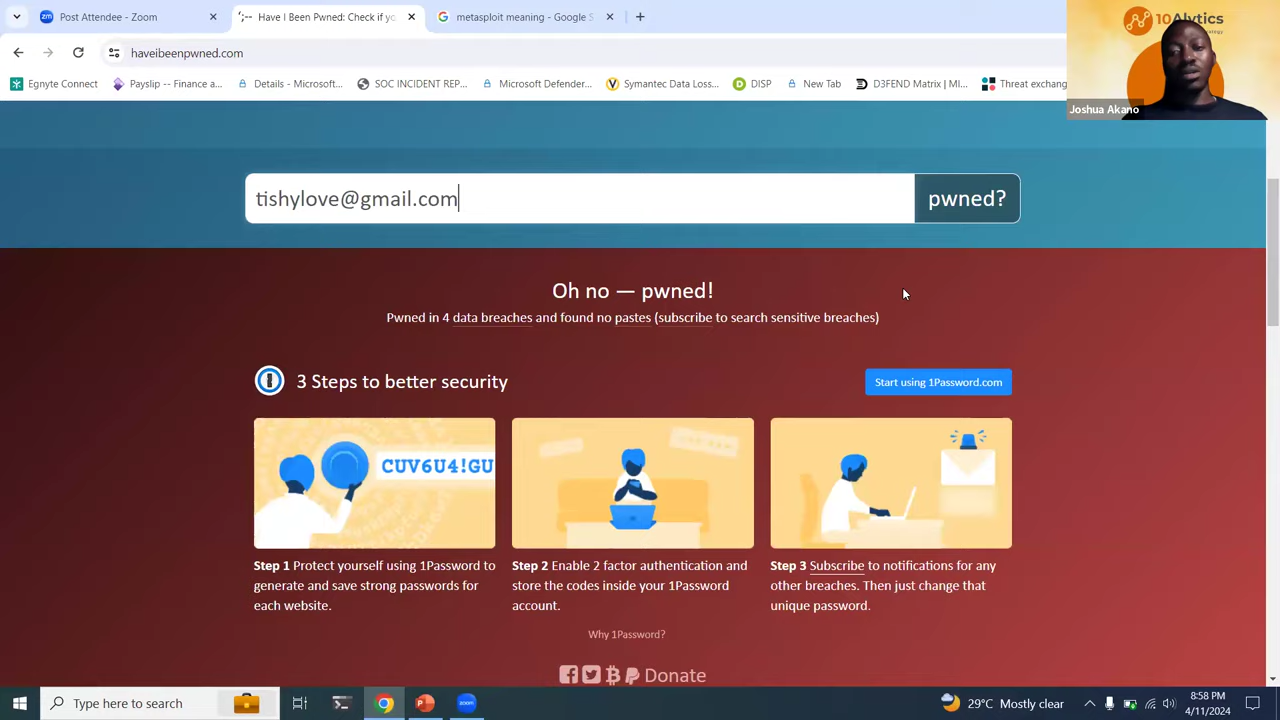 Post Attendee - Zoom
Have I Been Pwned: Check if yo
metasploit meaning - Google S
haveibeenpwned.com
Egnyte Connect
Payslip -- Finance a...
Details - Microsoft...
SOC INCIDENT REP...
Microsoft Defender...
Symantec Data Loss...
DISP
New Tab
D3FEND Matrix | MI...
Threat exchang
10Alytics
Joshua Akano
tishylove@gmail.com
pwned?
Oh no — pwned!
Pwned in 4 data breaches and found no pastes (subscribe to search sensitive breaches)
3 Steps to better security
Start using 1Password.com
CUV6U4!GU
Step 1 Protect yourself using 1Password to
generate and save strong passwords for
each website.
Step 2 Enable 2 factor authentication and
store the codes inside your 1Password
account.
Step 3 Subscribe to notifications for any
other breaches. Then just change that
unique password.
Why 1Password?
Donate
Type here to search
zoom
29°C Mostly clear
8:58 PM
4/11/2024